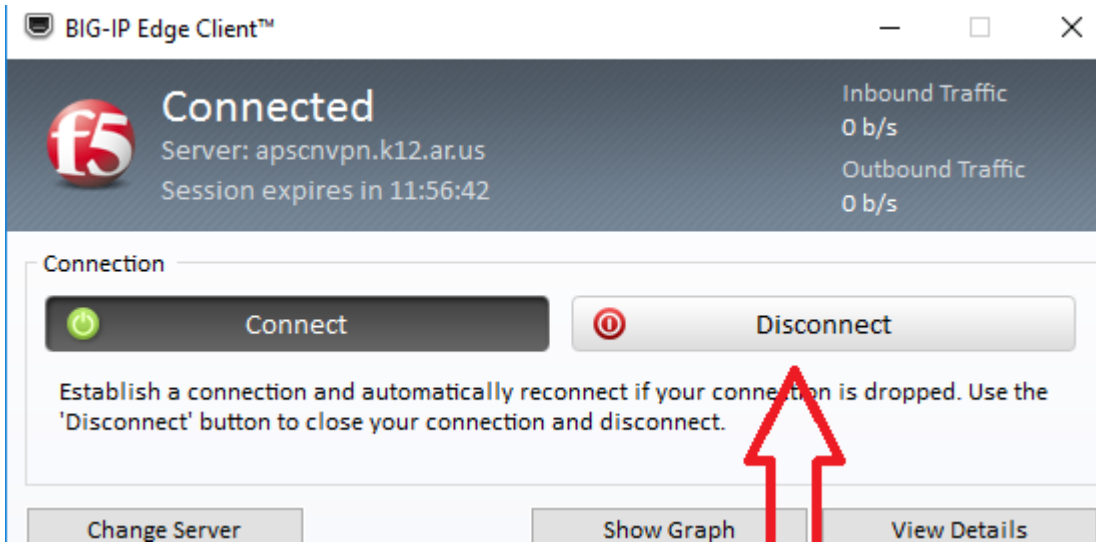 BIG-IP Edge Client™
f5
Connected
Server: apscnvpn.k12.ar.us
Session expires in 11:56:42
Inbound Traffic
0 b/s
Outbound Traffic
0 b/s
Connection
Connect
Disconnect
Establish a connection and automatically reconnect if your connection is dropped. Use the
'Disconnect' button to close your connection and disconnect.
Change Server
Show Graph
View Details